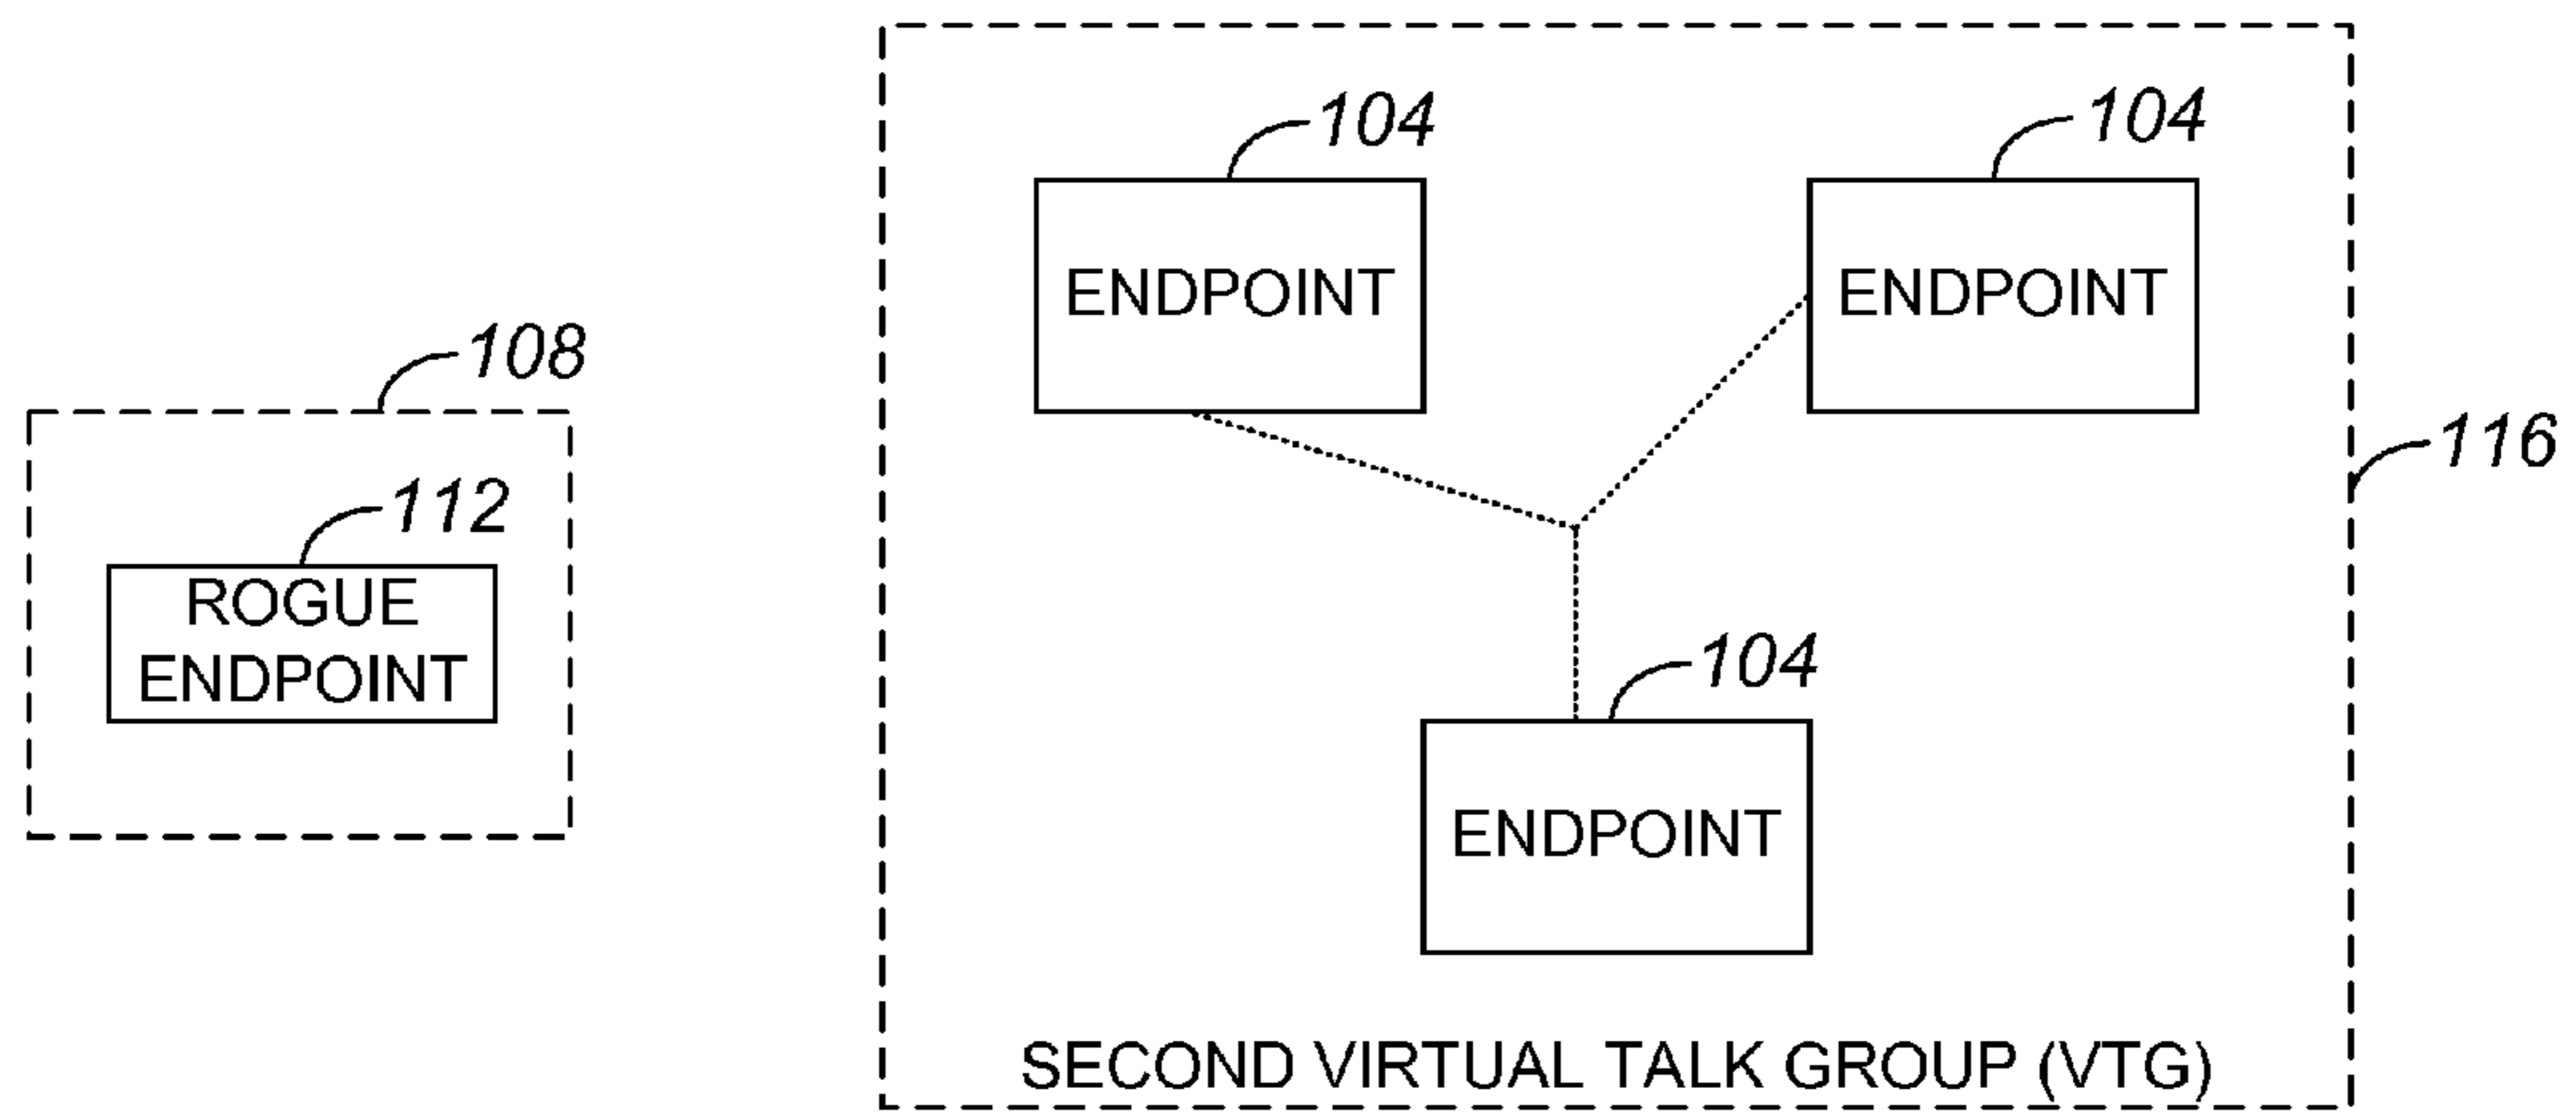 108
112
ROGUE
ENDPOINT
104
ENDPOINT
104
ENDPOINT
116
104
ENDPOINT
SECOND VIRTUAL TALK GROUP (VTG)